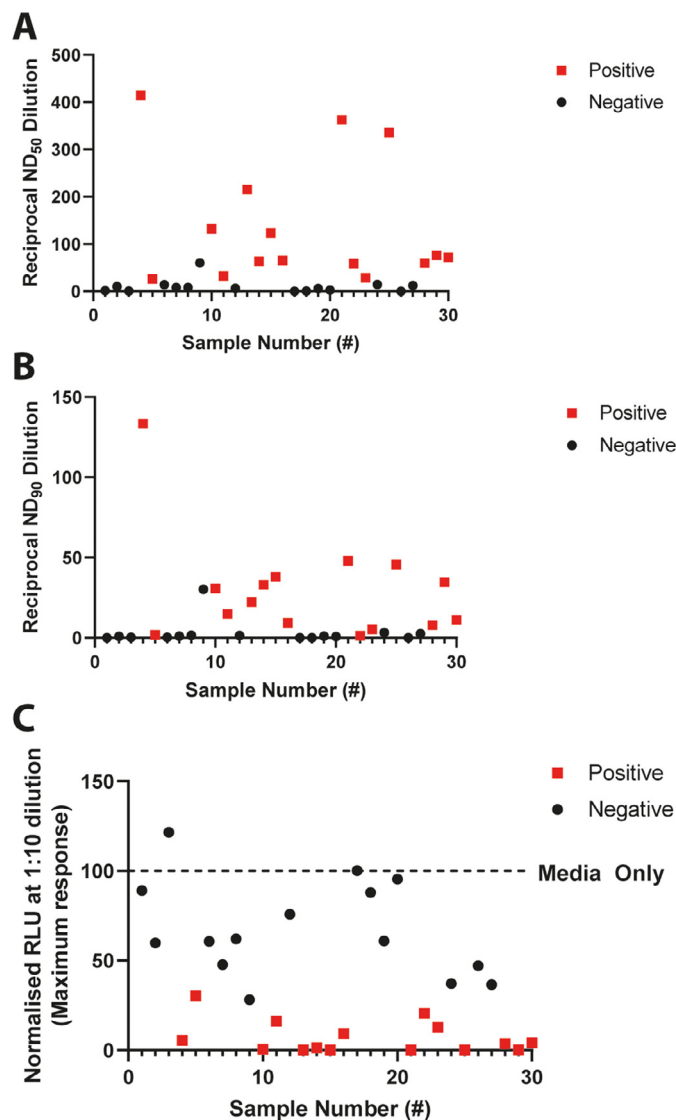 A
Reciprocal ND50 Dilution
500
400
300
200
100
0
0 10 20 30
Sample Number (#)
Positive
Negative
B
Reciprocal ND90 Dilution
150
100
50
0
0 10 20 30
Sample Number (#)
Positive
Negative
C
Normalised RLU at 1:10 dilution
(Maximum response)
150
100
50
0
0 10 20 30
Sample Number (#)
Positive
Negative
Media Only